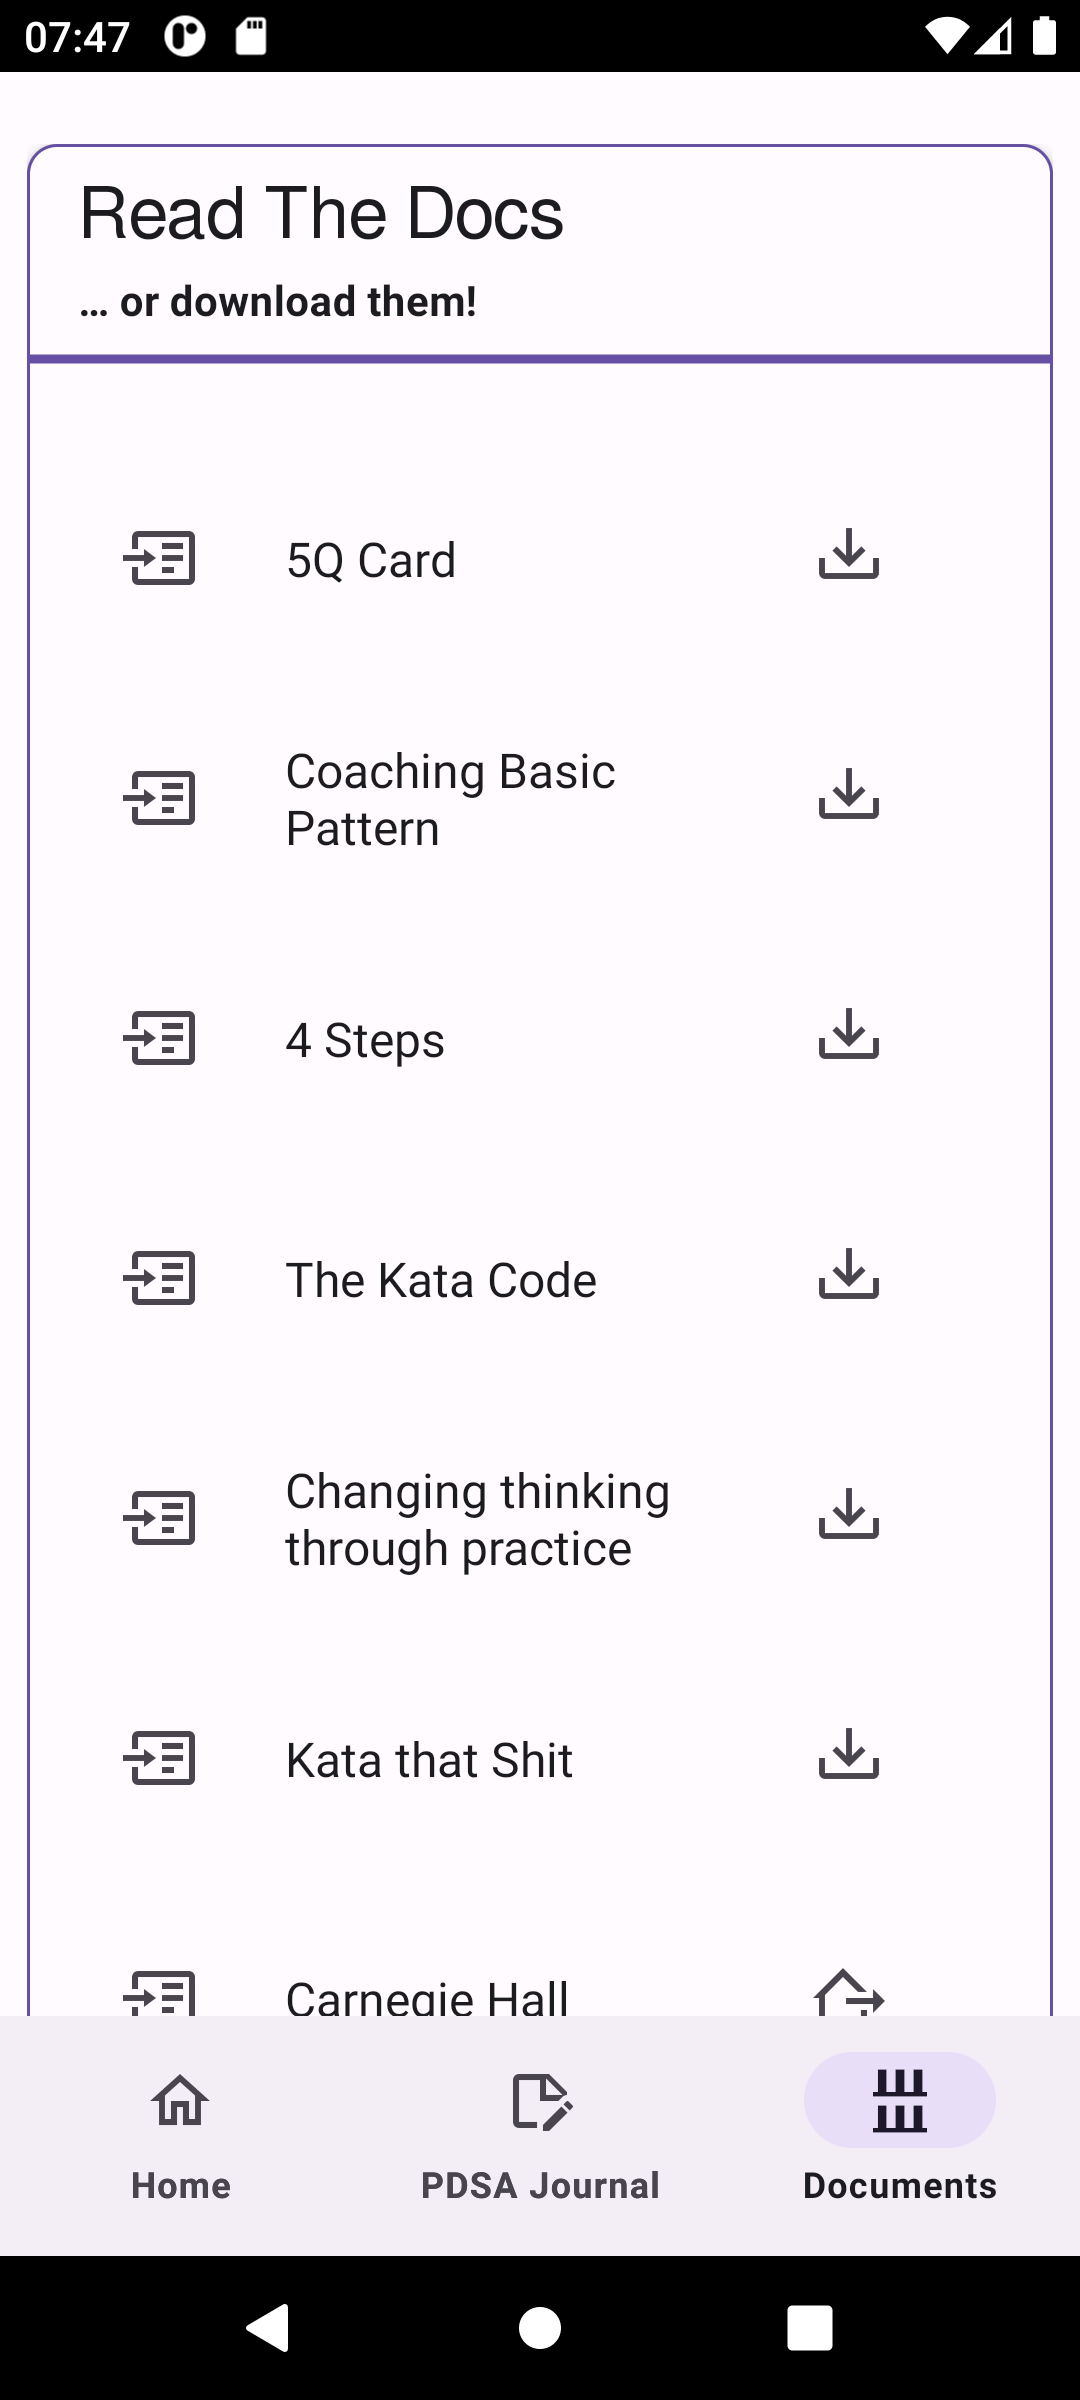 07:47
Read The Docs
... or download them!
5Q Card
Coaching Basic
Pattern
4 Steps
The Kata Code
Changing thinking
through practice
Kata that Shit
Carnegie Hall
Home
PDSA Journal
Documents